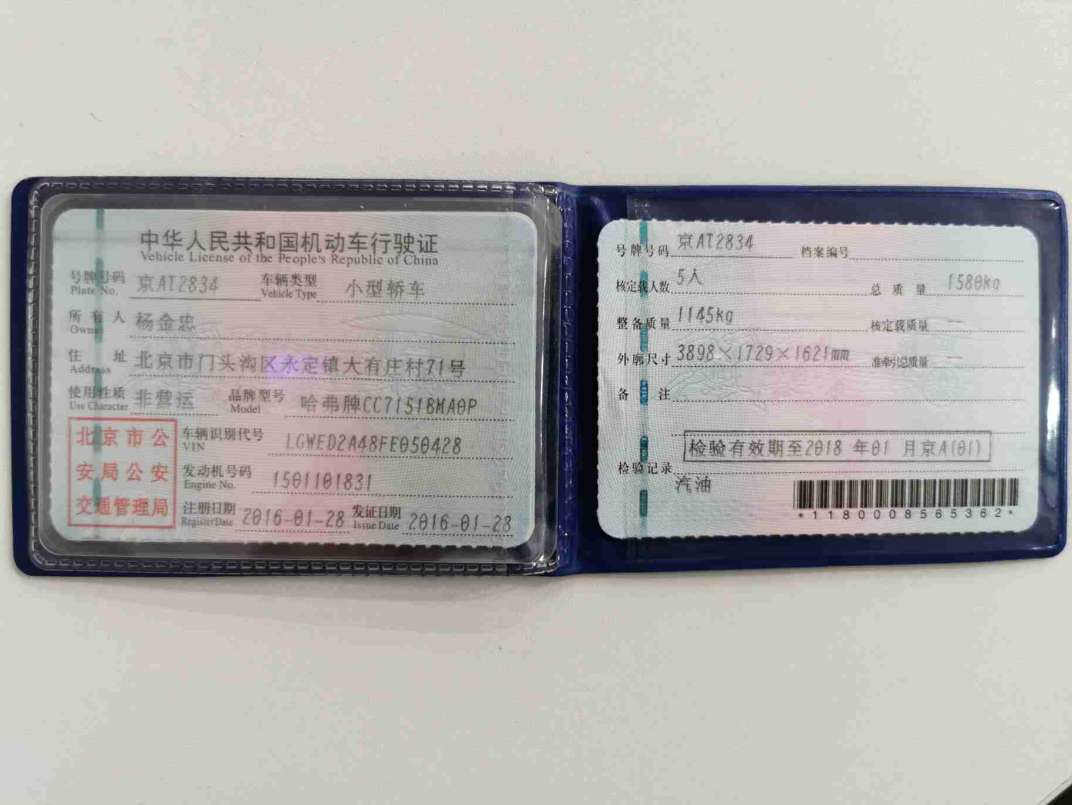 中华人民共和国机动车行驶证
Vehicle License of the People's Republic of China
号牌号码 京AT2834 车辆类型 小型轿车
Plate No. Vehicle Type
所有人 杨金忠
Owner
住址 北京市门头沟区永定镇大有庄村71号
Address
使用性质 非营运 品牌型号 哈弗牌CC71518MA0P
Use Character Model
北京市公
安局公安
交通管理局
车辆识别代号 LGWED2A48FE050428
VIN
发动机号码 1501101831
Engine No.
注册日期 2016-01-28 发证日期 2016-01-28
Register Date Issue Date
号牌号码 京AT2834 档案编号
核定载人数 5人 总质量 1580kg
整备质量 1145kg 核定载质量 --
外廓尺寸 3898×1729×1621mm 准牵引总质量 --
备注
检验有效期至2018 年01 月京A(01)
检验记录
汽油
*1180008565362*